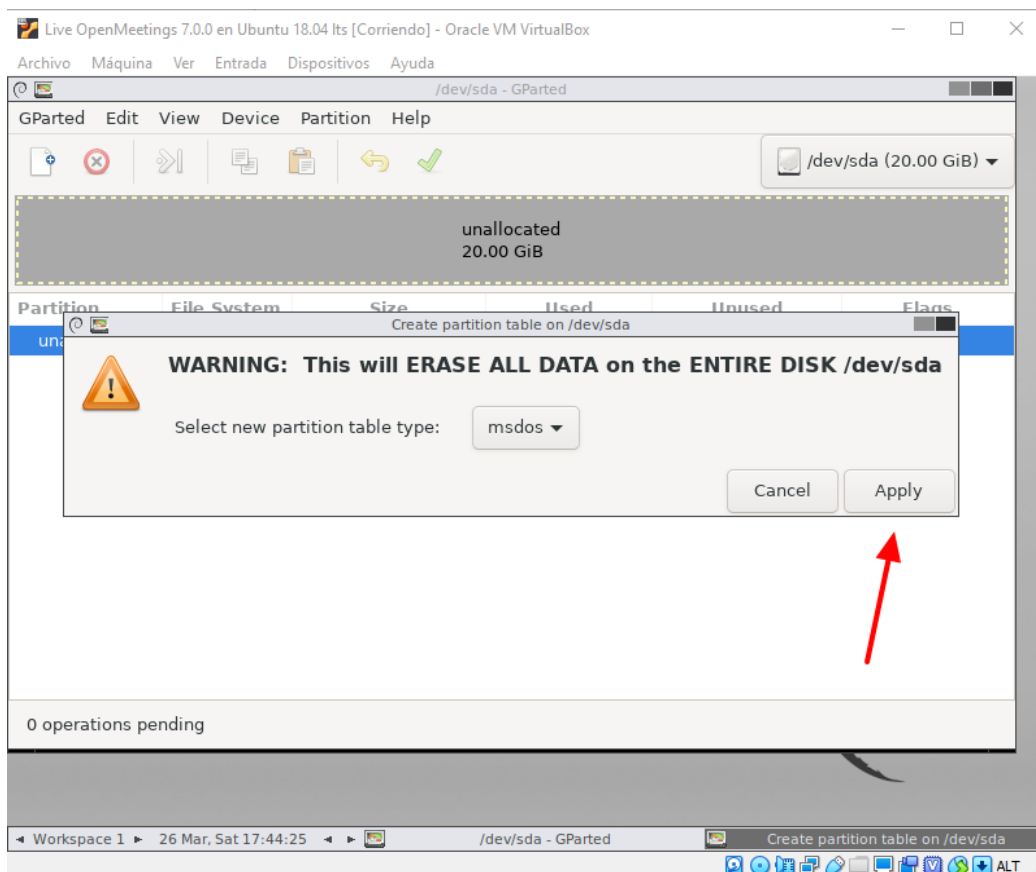 Live OpenMeetings 7.0.0 en Ubuntu 18.04 lts [Corriendo] - Oracle VM VirtualBox
Archivo Máquina Ver Entrada Dispositivos Ayuda
/dev/sda - GParted
GParted Edit View Device Partition Help
/dev/sda (20.00 GiB)
unallocated
20.00 GiB
Partition File System Size Used Unused Flags
Create partition table on /dev/sda
WARNING: This will ERASE ALL DATA on the ENTIRE DISK /dev/sda
Select new partition table type: msdos
Cancel Apply
0 operations pending
Workspace 1 26 Mar, Sat 17:44:25 /dev/sda - GParted Create partition table on /dev/sda
ALT